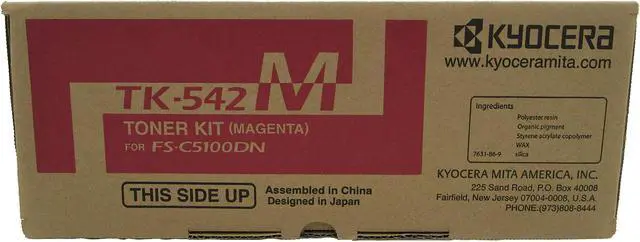 KYOCERA
www.kyoceramita.com
TK-542 M
TONER KIT (MAGENTA)
FOR FS-C5100DN
THIS SIDE UP
Assembled in China
Designed in Japan
Ingredients
Polyester resin
Organic pigment
Styrene acrylate copolymer
WAX
7631-86-9 silica
KYOCERA MITA AMERICA, INC.
225 Sand Road, P.O. Box 40008
Fairfield, New Jersey 07004-0008, U.S.A.
PHONE.(973)808-8444